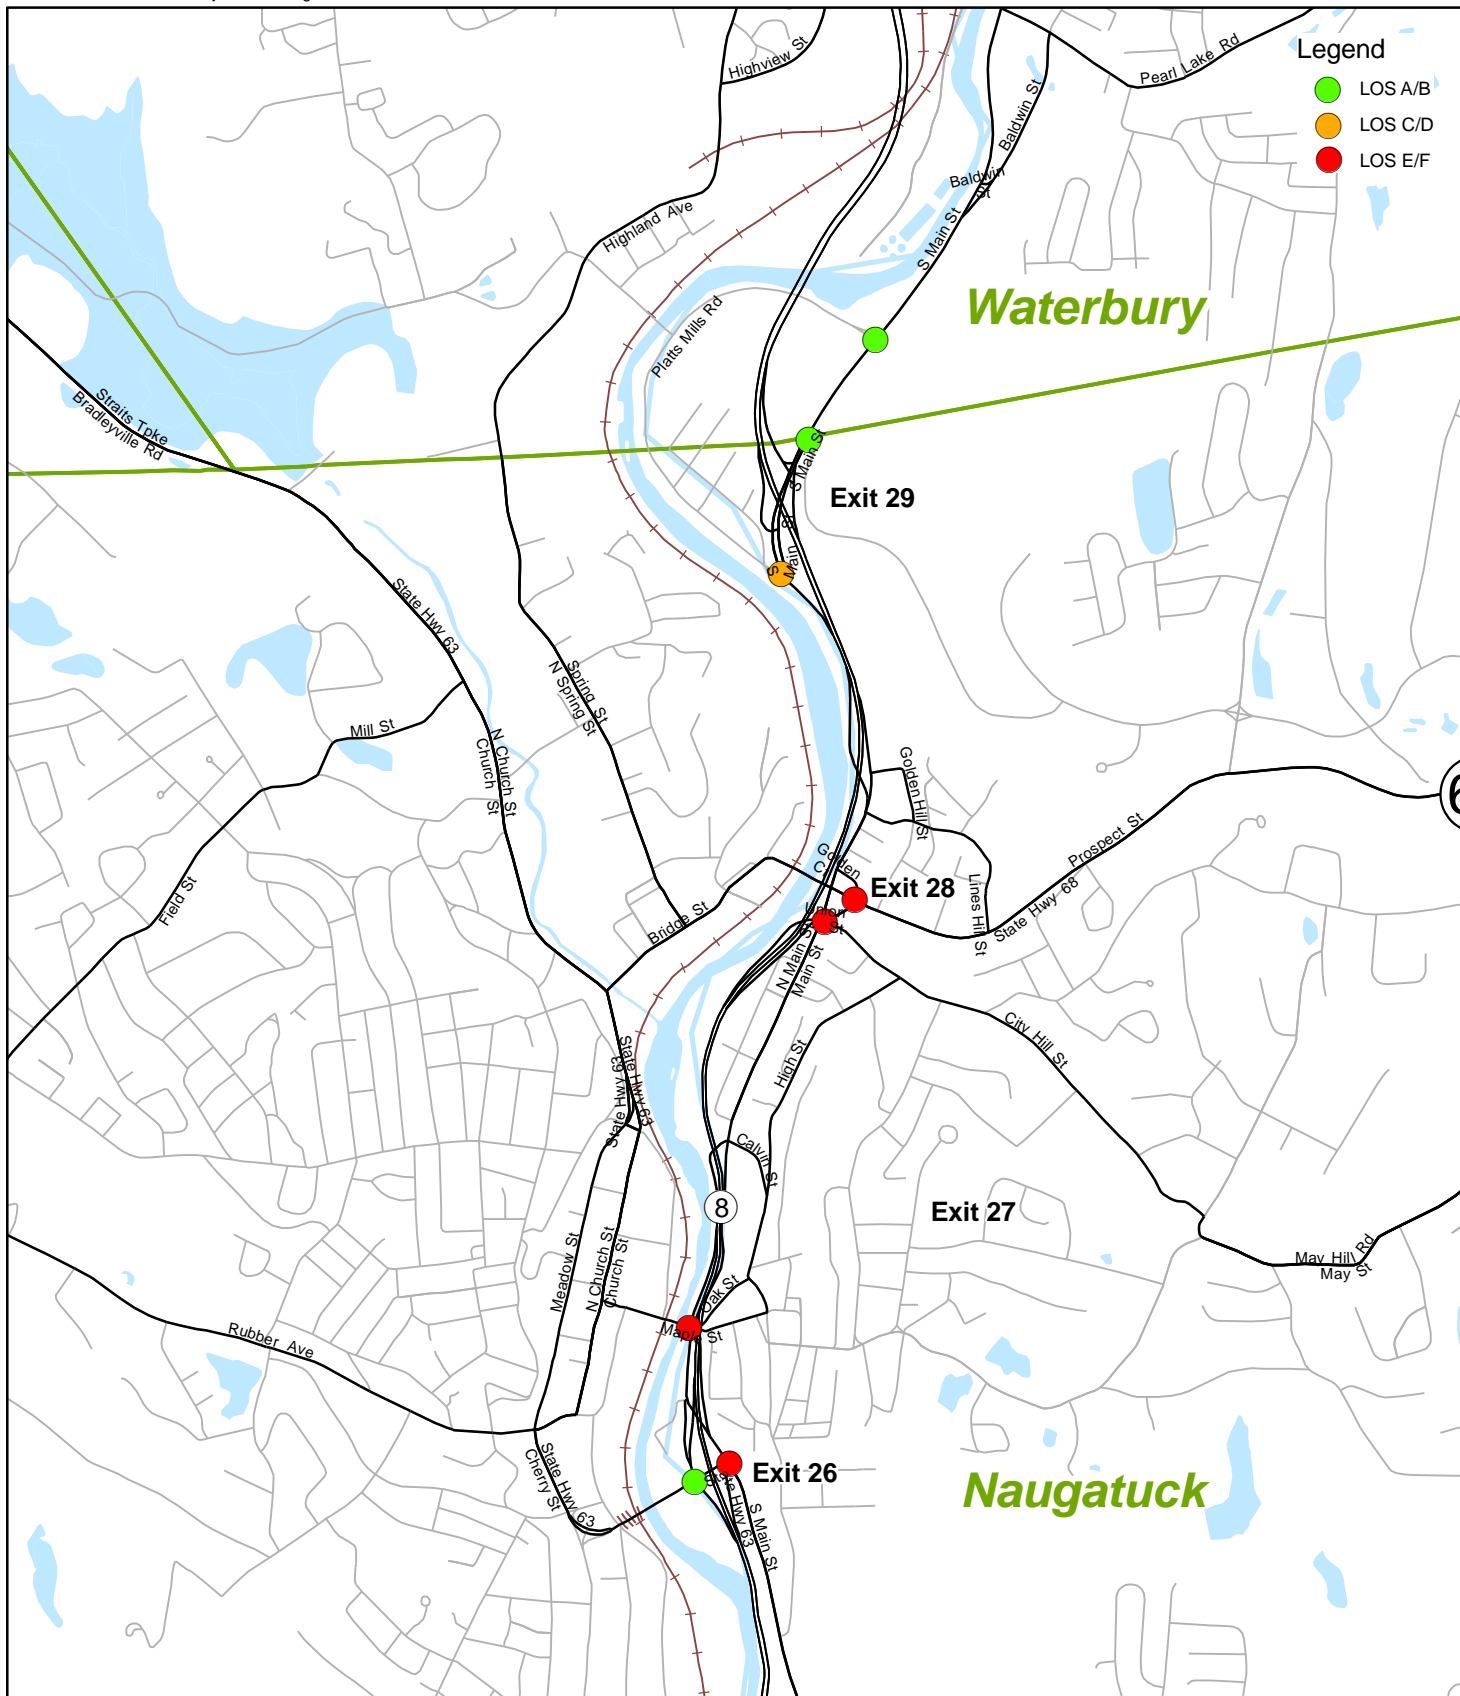 Legend
LOS A/B
LOS C/D
LOS E/F
Highview St
Pearl Lake Rd
Baldwin St
Baldwin
St
Highland Ave
S Main St
Waterbury
Platts Mills Rd
Straits Tpke
Bradleyville Rd
S Main St
Exit 29
S Main St
State Hwy 63
Spring St
N Spring St
Mill St
N Church St
Church St
Golden Hill St
Prospect St
Golden
Field St
Exit 28
Lines Hill St
State Hwy 68
Union
St
Bridge St
N Main St
Main St
City Hill St
High St
State Hwy 63
State Hwy 63
Calvin St
8
Exit 27
Meadow St
N Church St
Church St
May Hill Rd
May St
Oak St
Rubber Ave
Maple St
Exit 26
State Hwy 63
Cherry St
State Hwy 63
S Main St
Naugatuck